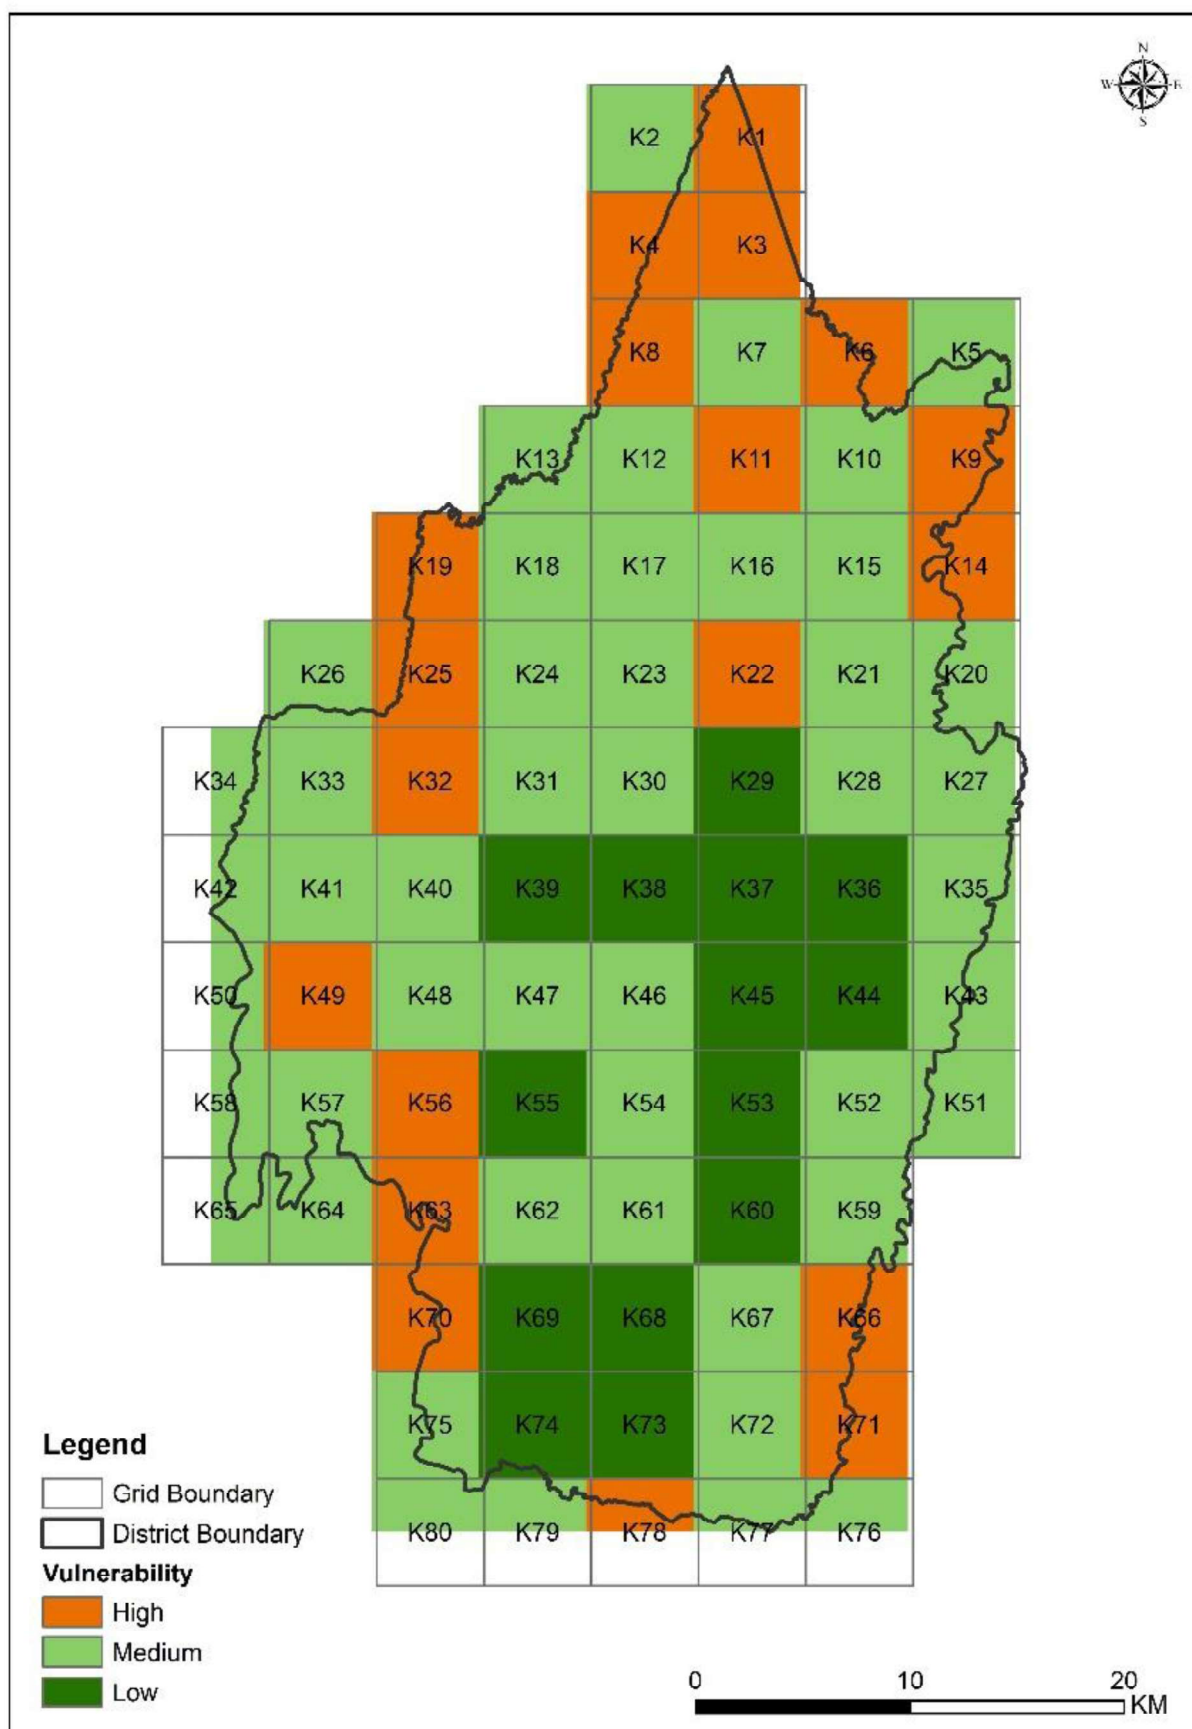 N
W E
S
K2 K1
K4 K3
K8 K7 K6 K5
K13 K12 K11 K10 K9
K19 K18 K17 K16 K15 K14
K26 K25 K24 K23 K22 K21 K20
K34 K33 K32 K31 K30 K29 K28 K27
K42 K41 K40 K39 K38 K37 K36 K35
K50 K49 K48 K47 K46 K45 K44 K43
K58 K57 K56 K55 K54 K53 K52 K51
K65 K64 K63 K62 K61 K60 K59
K70 K69 K68 K67 K66
K75 K74 K73 K72 K71
K80 K79 K78 K77 K76
Legend
Grid Boundary
District Boundary
Vulnerability
High
Medium
Low
0 10 20
KM